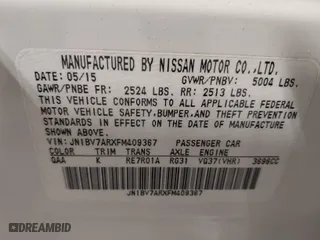 MANUFACTURED BY NISSAN MOTOR CO.,LTD.
DATE: 05/15 GVWR/PNBV: 5004 LBS.
GAWR/PNBE FR: 2524 LBS. RR: 2513 LBS.
THIS VEHICLE CONFORMS TO ALL APPLICABLE FEDERAL
MOTOR VEHICLE SAFETY,BUMPER,AND THEFT PREVENTION
STANDARDS IN EFFECT ON THE DATE OF
MANUFACTURE SHOWN ABOVE.
VIN: JN1BV7ARXFM409367 PASSENGER CAR
COLOR TRIM TRANS AXLE ENGINE
QAA K RE7R01A RG31 VQ37(VHR) 3696CC
JN1BV7ARXFM409367
DREAMBID